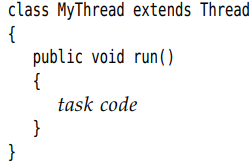 class MyThread extends Thread
{
public void run()
{
task code
}
}